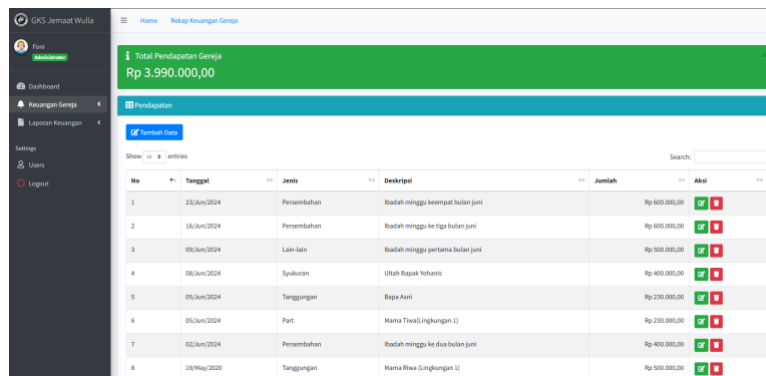 GKS Jemaat Wulla
Home Rekap Keuangan Gereja
Foni
Administrator
Dashboard
Keuangan Gereja
Laporan Keuangan
Settings
Users
Logout
Total Pendapatan Gereja
Rp 3.990.000,00
Pendapatan
Tambah Data
Show 10 entries
Search:
No Tanggal Jenis Deskripsi Jumlah Aksi
1 23/Jun/2024 Persembahan Ibadah minggu keempat bulan juni Rp 600.000,00
2 16/Jun/2024 Persembahan Ibadah minggu ke tiga bulan juni Rp 600.000,00
3 09/Jun/2024 Lain-lain Ibadah minggu pertama bulan juni Rp 500.000,00
4 08/Jun/2024 Syukuran Ultah Bapak Yohanis Rp 400.000,00
5 05/Jun/2024 Tanggungan Bapa Asni Rp 230.000,00
6 05/Jun/2024 Part Mama Tiwa(Lingkungan 1) Rp 230.000,00
7 02/Jun/2024 Persembahan Ibadah minggu ke dua bulan juni Rp 400.000,00
8 19/May/2020 Tanggungan Mama Riwa (Lingkungan 1) Rp 500.000,00